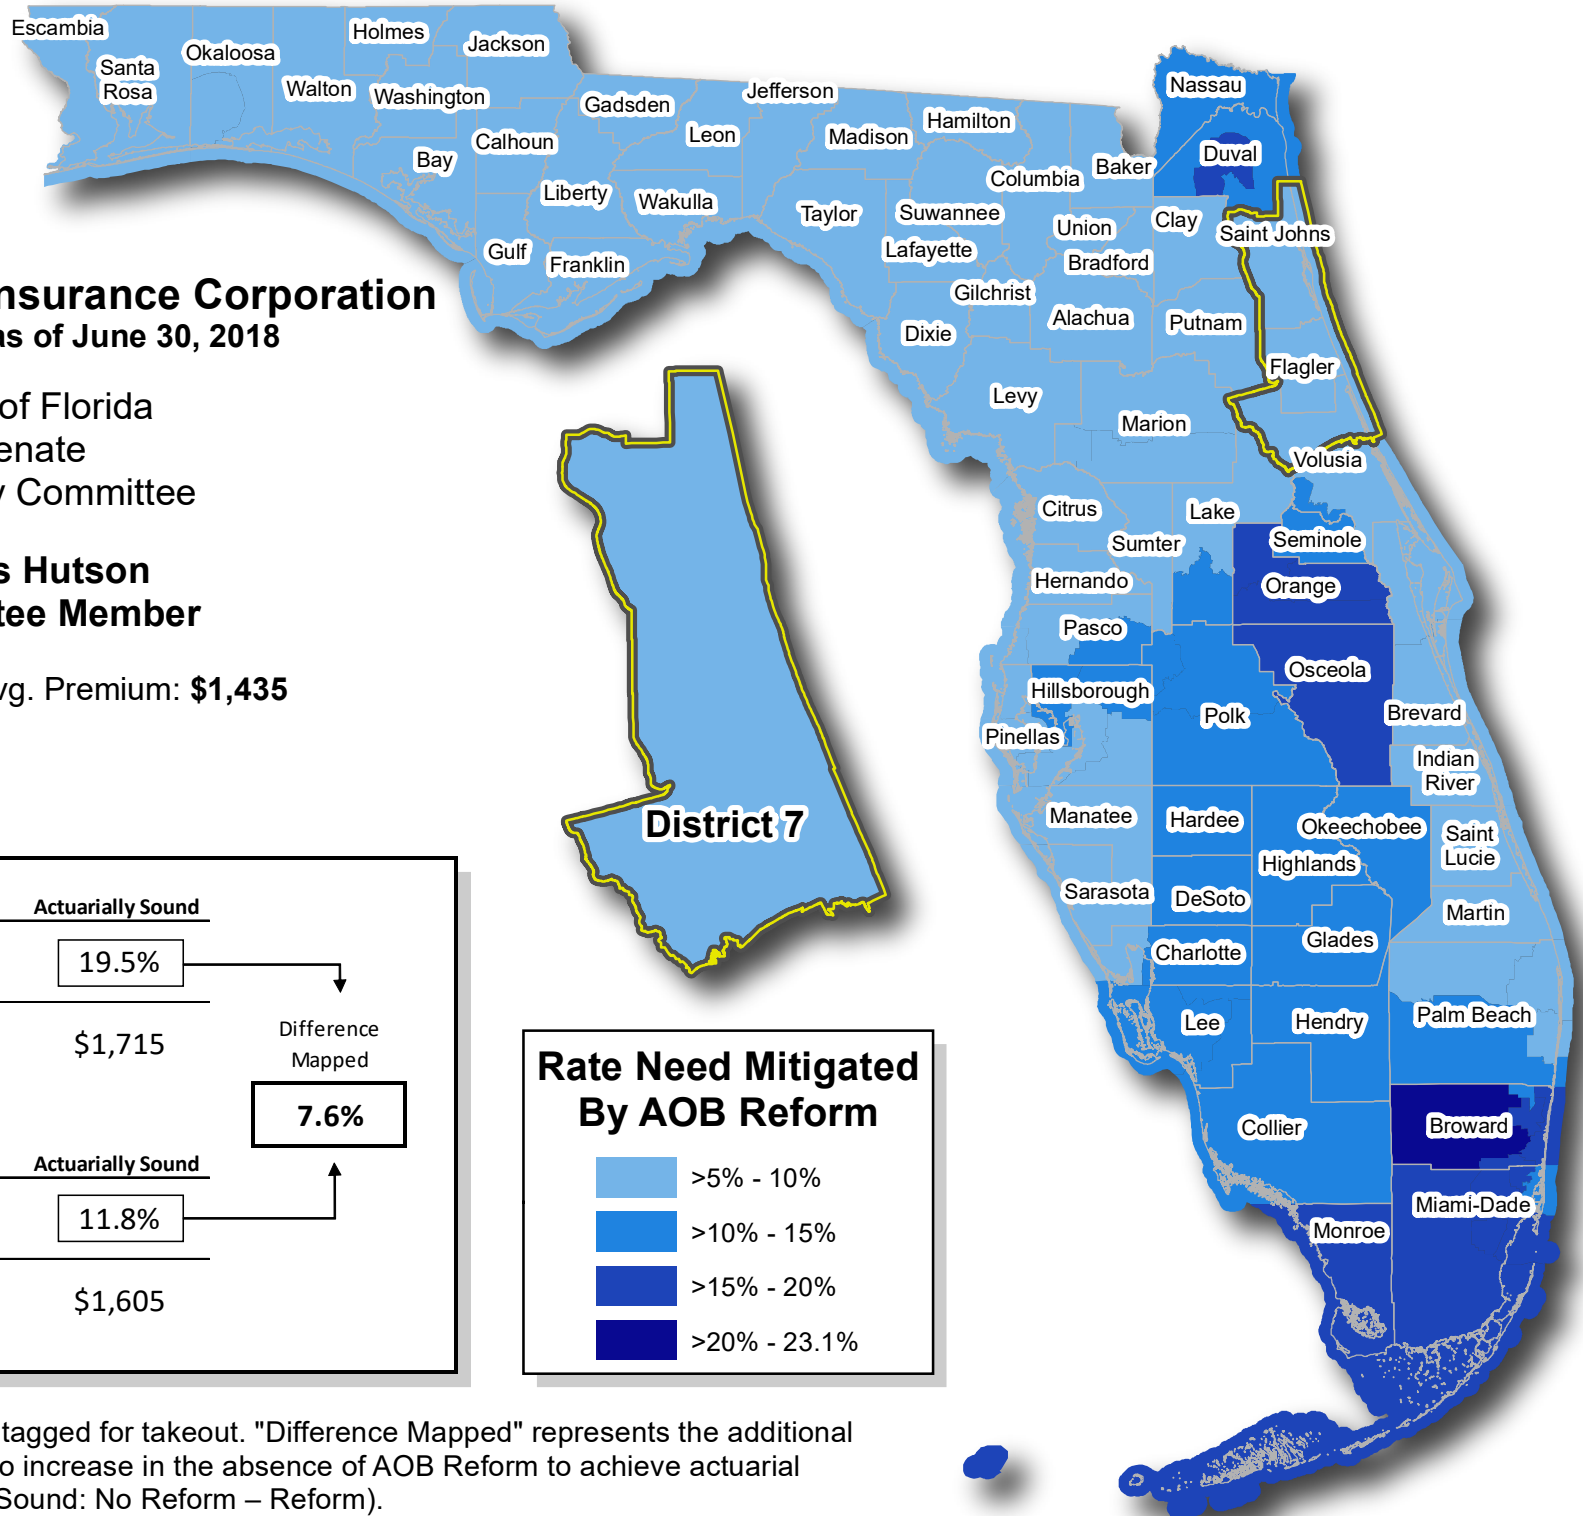 Escambia
Santa
Rosa
Okaloosa
Walton
Holmes
Washington
Jackson
Bay
Calhoun
Gulf
Liberty
Franklin
Gadsden
Leon
Wakulla
Jefferson
Madison
Taylor
Hamilton
Suwannee
Lafayette
Columbia
Baker
Nassau
Duval
Union
Bradford
Clay
Saint Johns
Gilchrist
Dixie
Alachua
Putnam
Flagler
Levy
Marion
Volusia
Citrus
Lake
Sumter
Seminole
Hernando
Orange
Pasco
Osceola
Hillsborough
Polk
Pinellas
Brevard
Indian
River
Manatee
Hardee
Okeechobee
Saint
Lucie
Highlands
Sarasota
DeSoto
Martin
Charlotte
Glades
Lee
Hendry
Palm Beach
Collier
Broward
Monroe
Miami-Dade
nsurance Corporation
as of June 30, 2018
of Florida
enate
y Committee
s Hutson
tee Member
vg. Premium: $1,435
District 7
Actuarially Sound
19.5%
$1,715
Difference
Mapped
7.6%
Actuarially Sound
11.8%
$1,605
Rate Need Mitigated
By AOB Reform
>5% - 10%
>10% - 15%
>15% - 20%
>20% - 23.1%
tagged for takeout. "Difference Mapped" represents the additional
o increase in the absence of AOB Reform to achieve actuarial
Sound: No Reform – Reform).